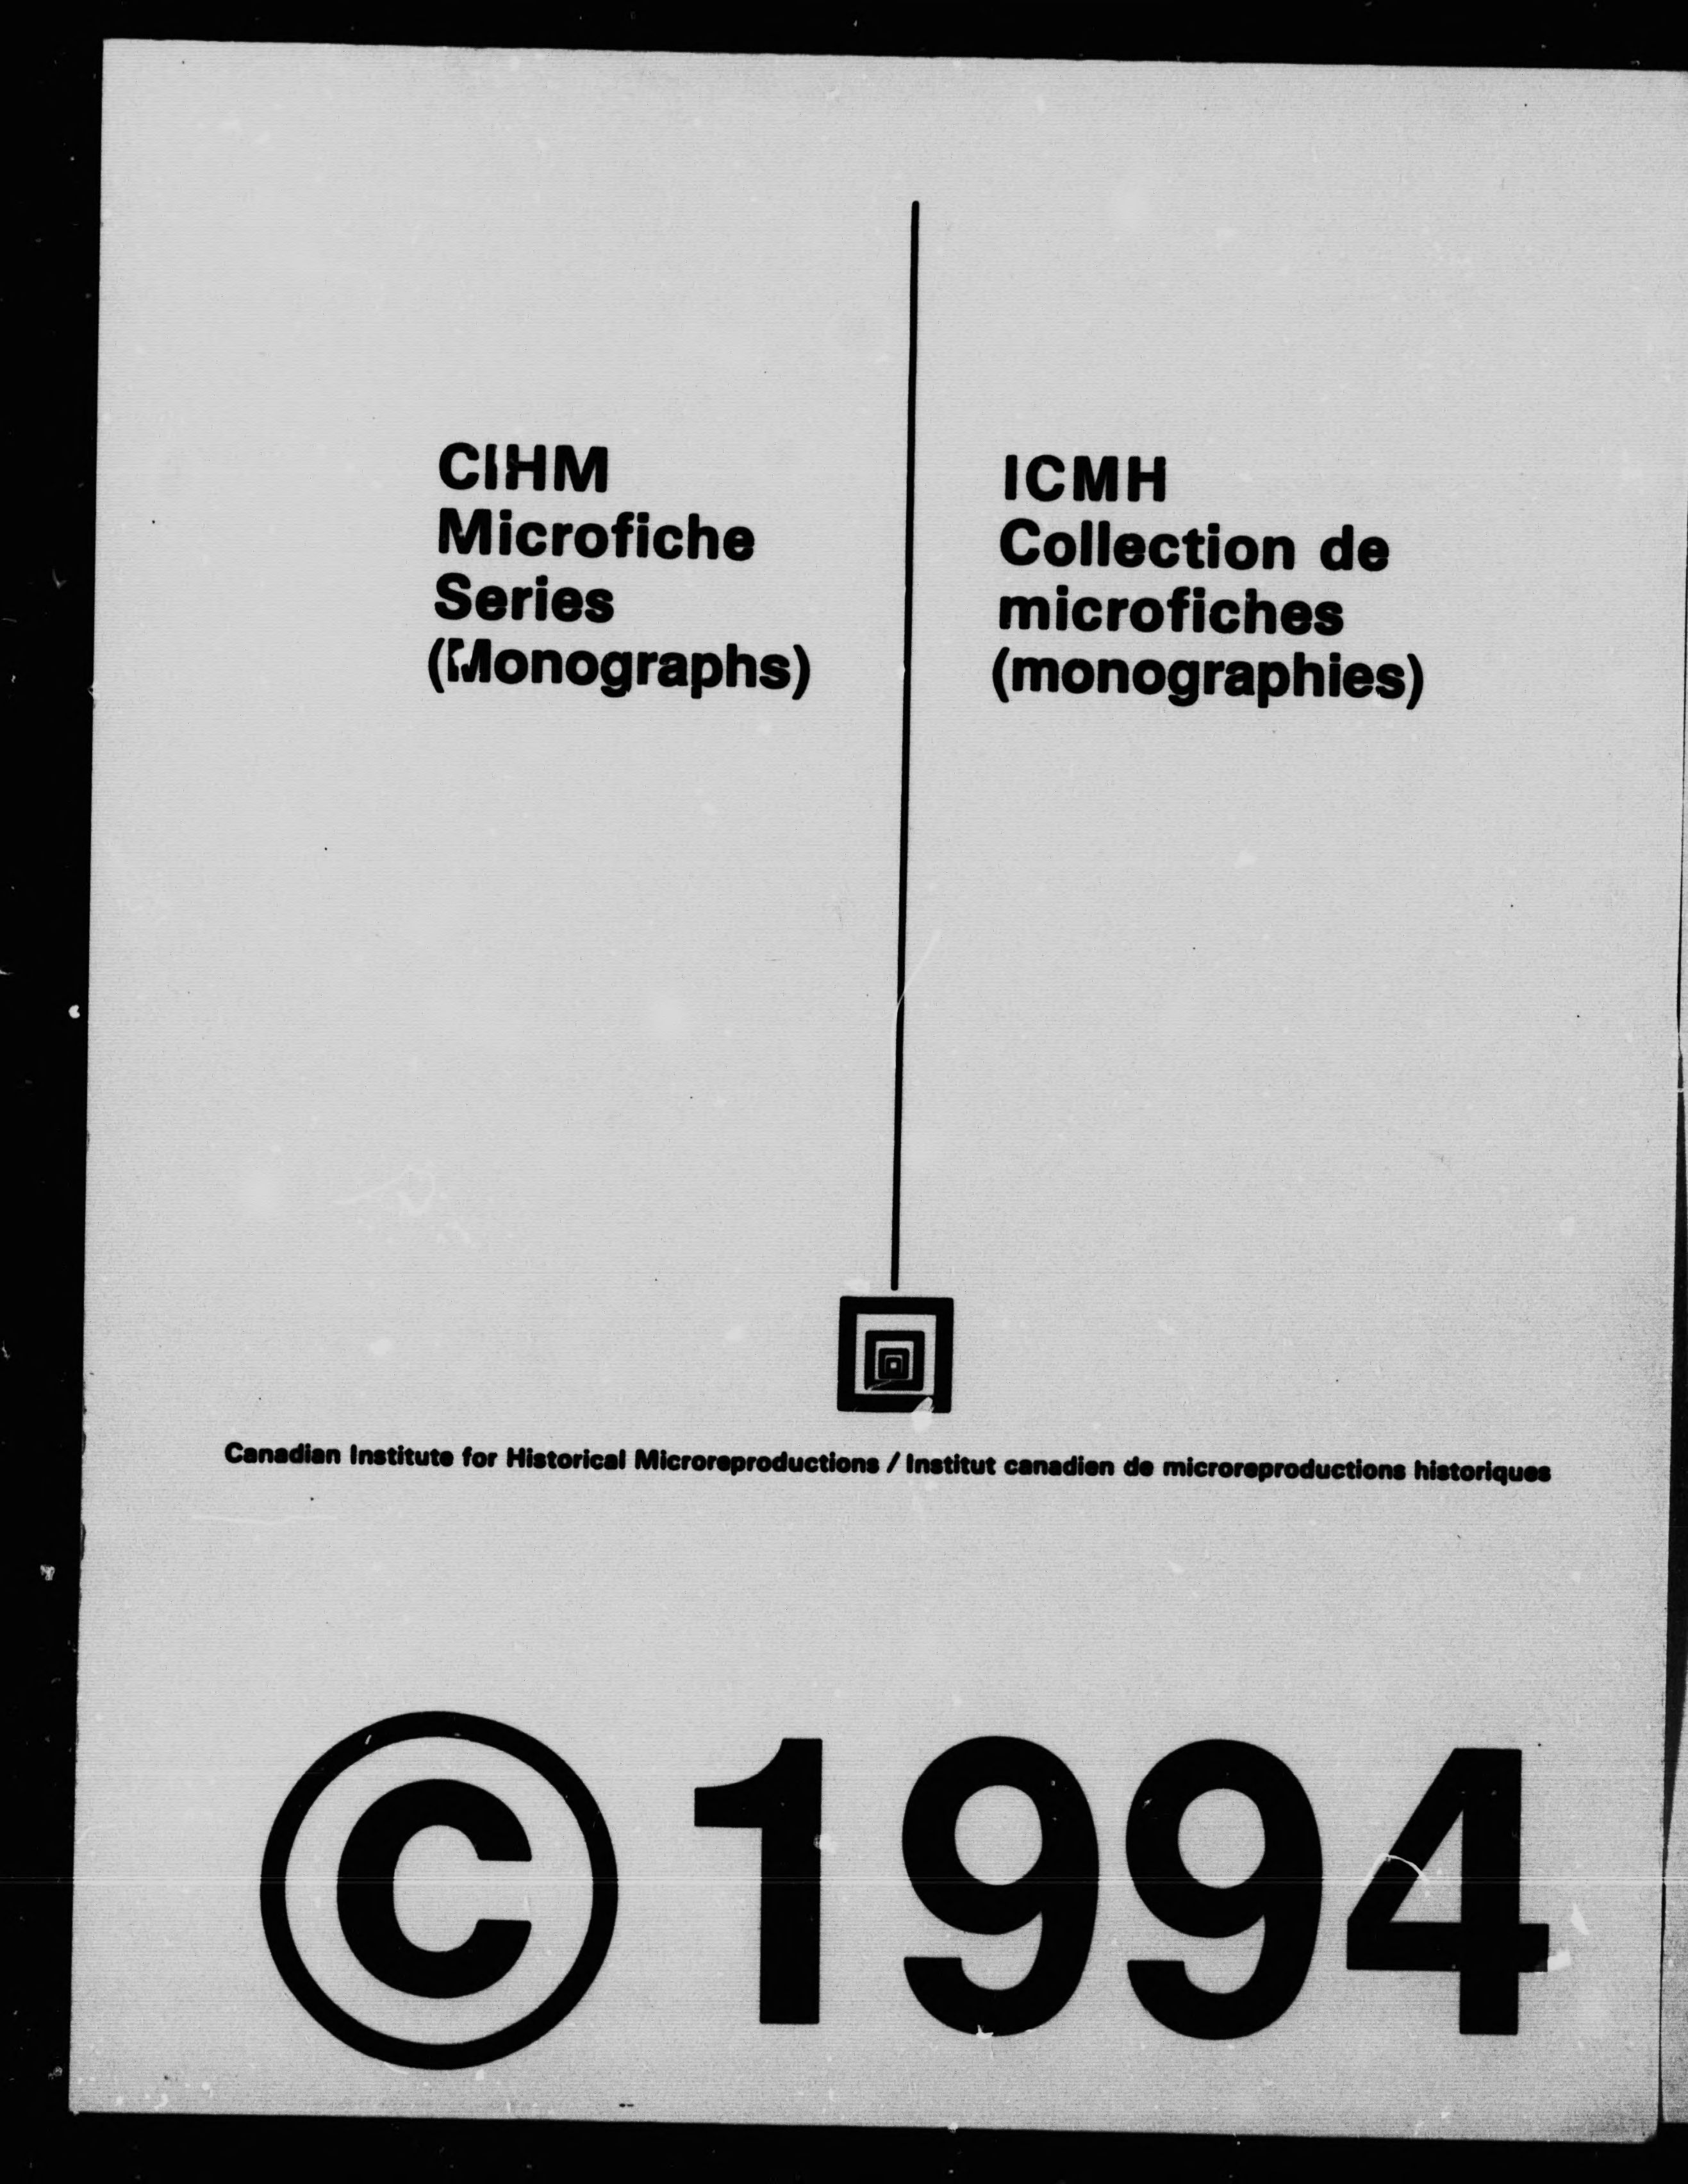 CIHM
Microfiche
Series
(Monographs)
ICMH
Collection de
microfiches
(monographies)
Canadian Institute for Historical Microreproductions / Institut canadien de microreproductions historiques
© 1994